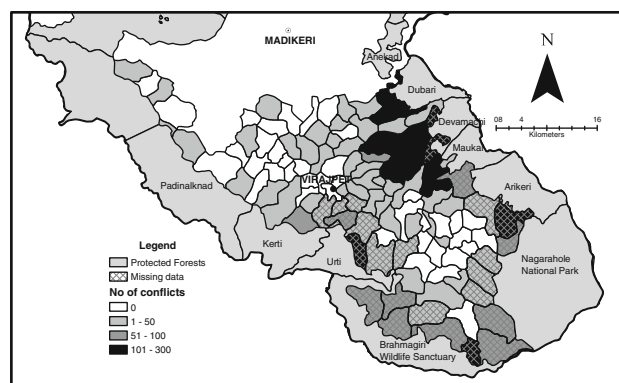 MADIKERI
Anekad
N
Dubari
Devamachi
08 4 16
Kilometers
Maukal
VIRAJPET
Padinalknad
Arikeri
Kerti
Urti
Nagarahole
National Park
Legend
Protected Forests
Missing data
No of conflicts
0
1 - 50
51 - 100
101 - 300
Brahmagiri
Wildlife Sanctuary